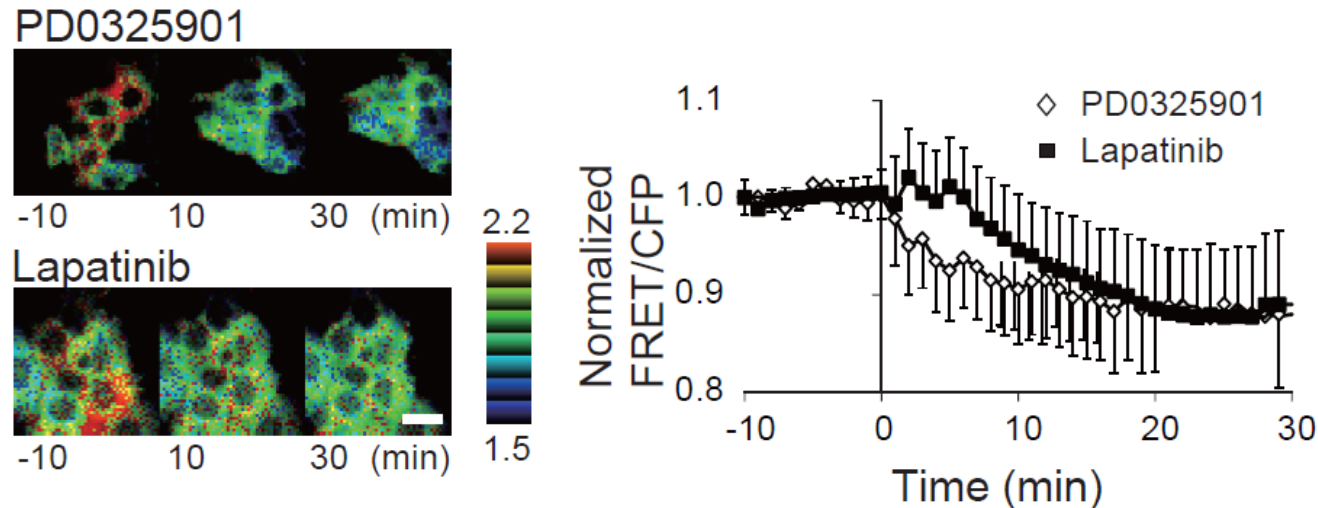 PD0325901
-10 10 30 (min)
Lapatinib
-10 10 30 (min)
2.2
1.5
Normalized
FRET/CFP
1.1
1.0
0.9
0.8
-10 0 10 20 30
Time (min)
PD0325901
Lapatinib